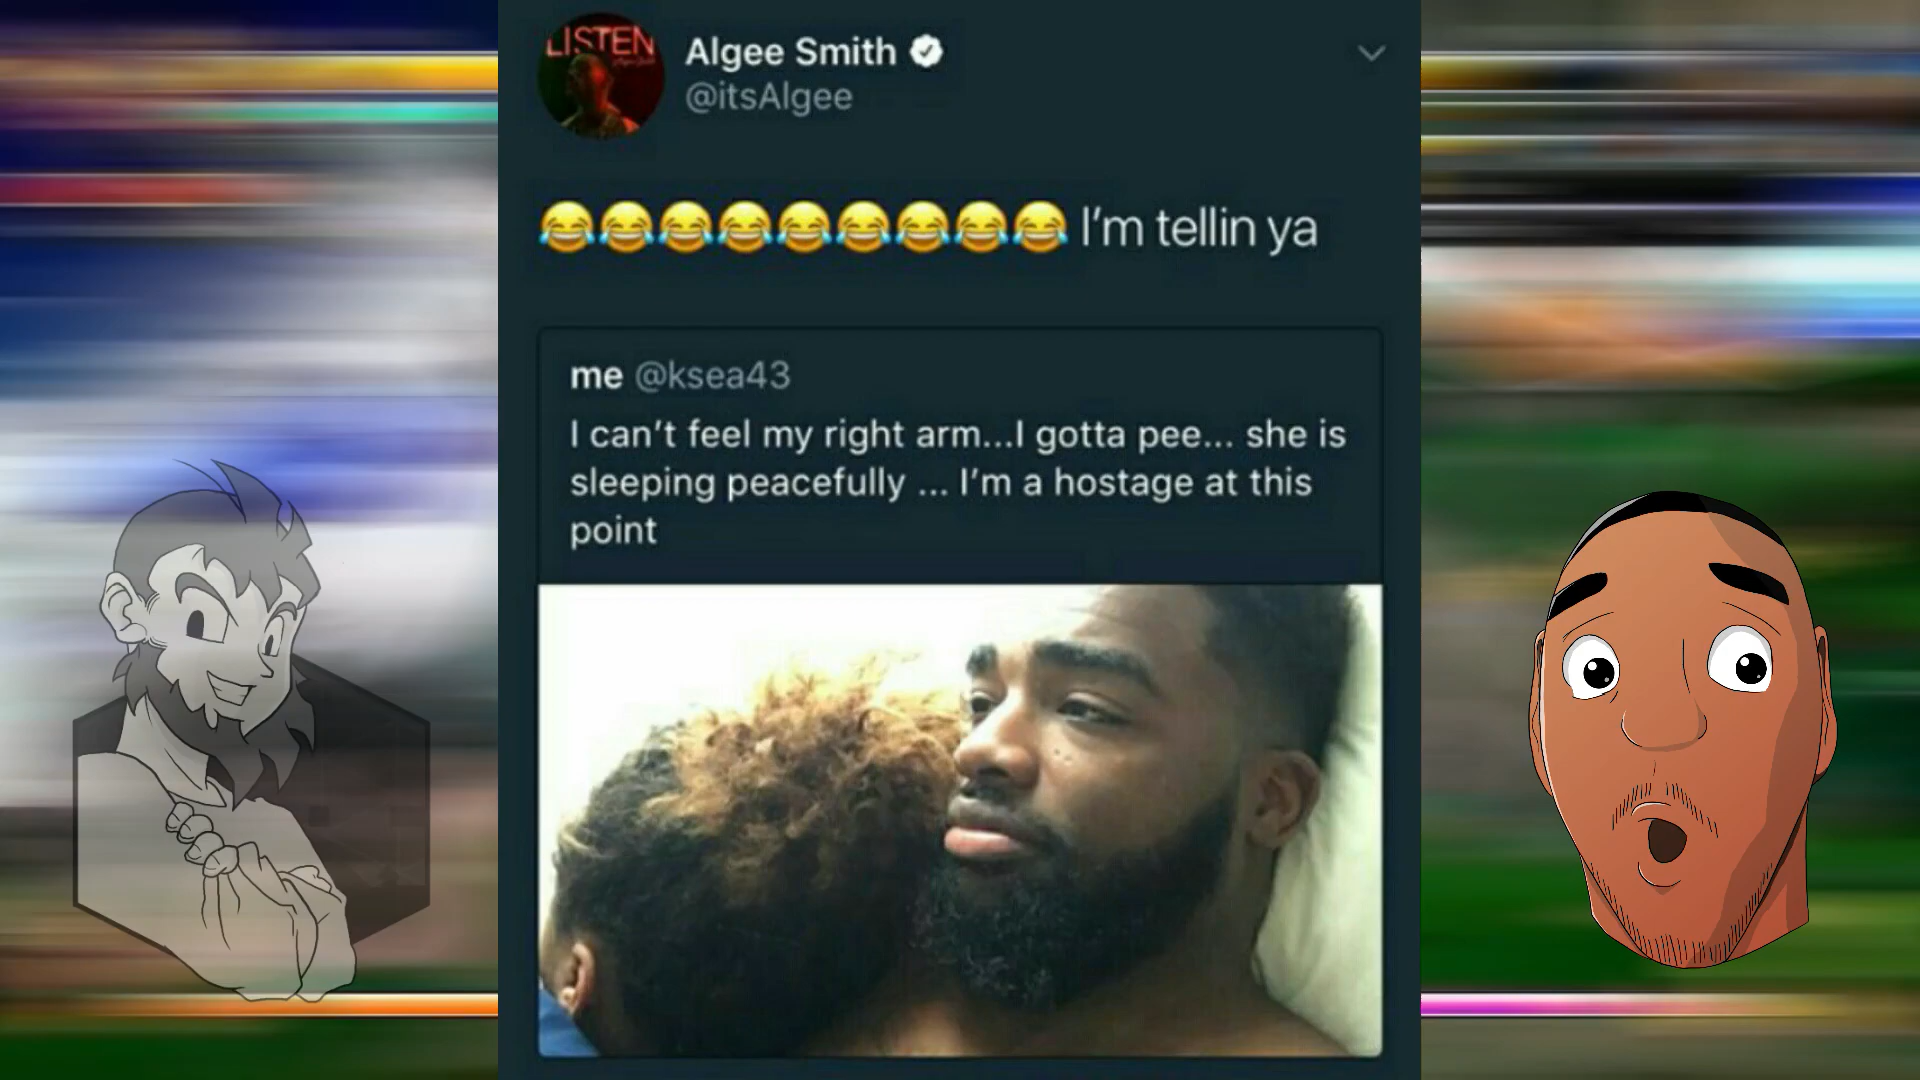 LISTEN
Algee Smith
@itsAlgee
😂😂😂😂😂😂😂😂😂 I'm tellin ya
me @ksea43
I can't feel my right arm...I gotta pee... she is
sleeping peacefully ... I'm a hostage at this
point